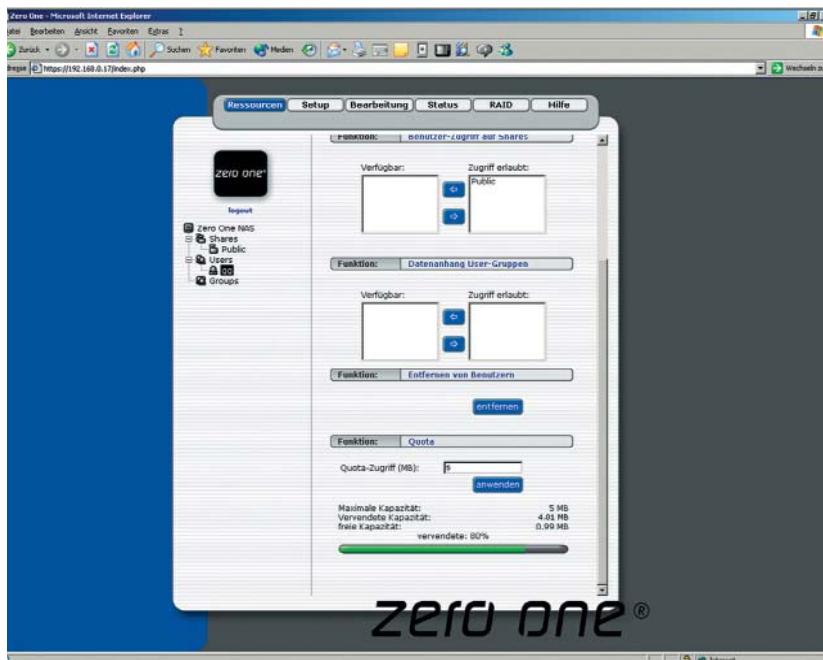 Zero One - Microsoft Internet Explorer
Bearbeiten Ansicht Favoriten Extras ?
Zurück Suchen Favoriten Medien
https://192.168.0.17/index.php
Wechseln
Ressourcen Setup Bearbeitung Status RAID Hilfe
Funktion: Benutzer-Zugriff auf Shares
zero one
Verfügbar: Zugriff erlaubt:
Public
logout
Zero One NAS
Shares
Public
Users
Groups
Funktion: Datenanhang User-Gruppen
Verfügbar: Zugriff erlaubt:
Funktion: Entfernen von Benutzern
entfernen
Funktion: Quota
Quota-Zugriff (MB): 5
anwenden
Maximale Kapazität: 5 MB
Vervendete Kapazität: 4.01 MB
freie Kapazität: 0.99 MB
vervendete: 80%
zero one®